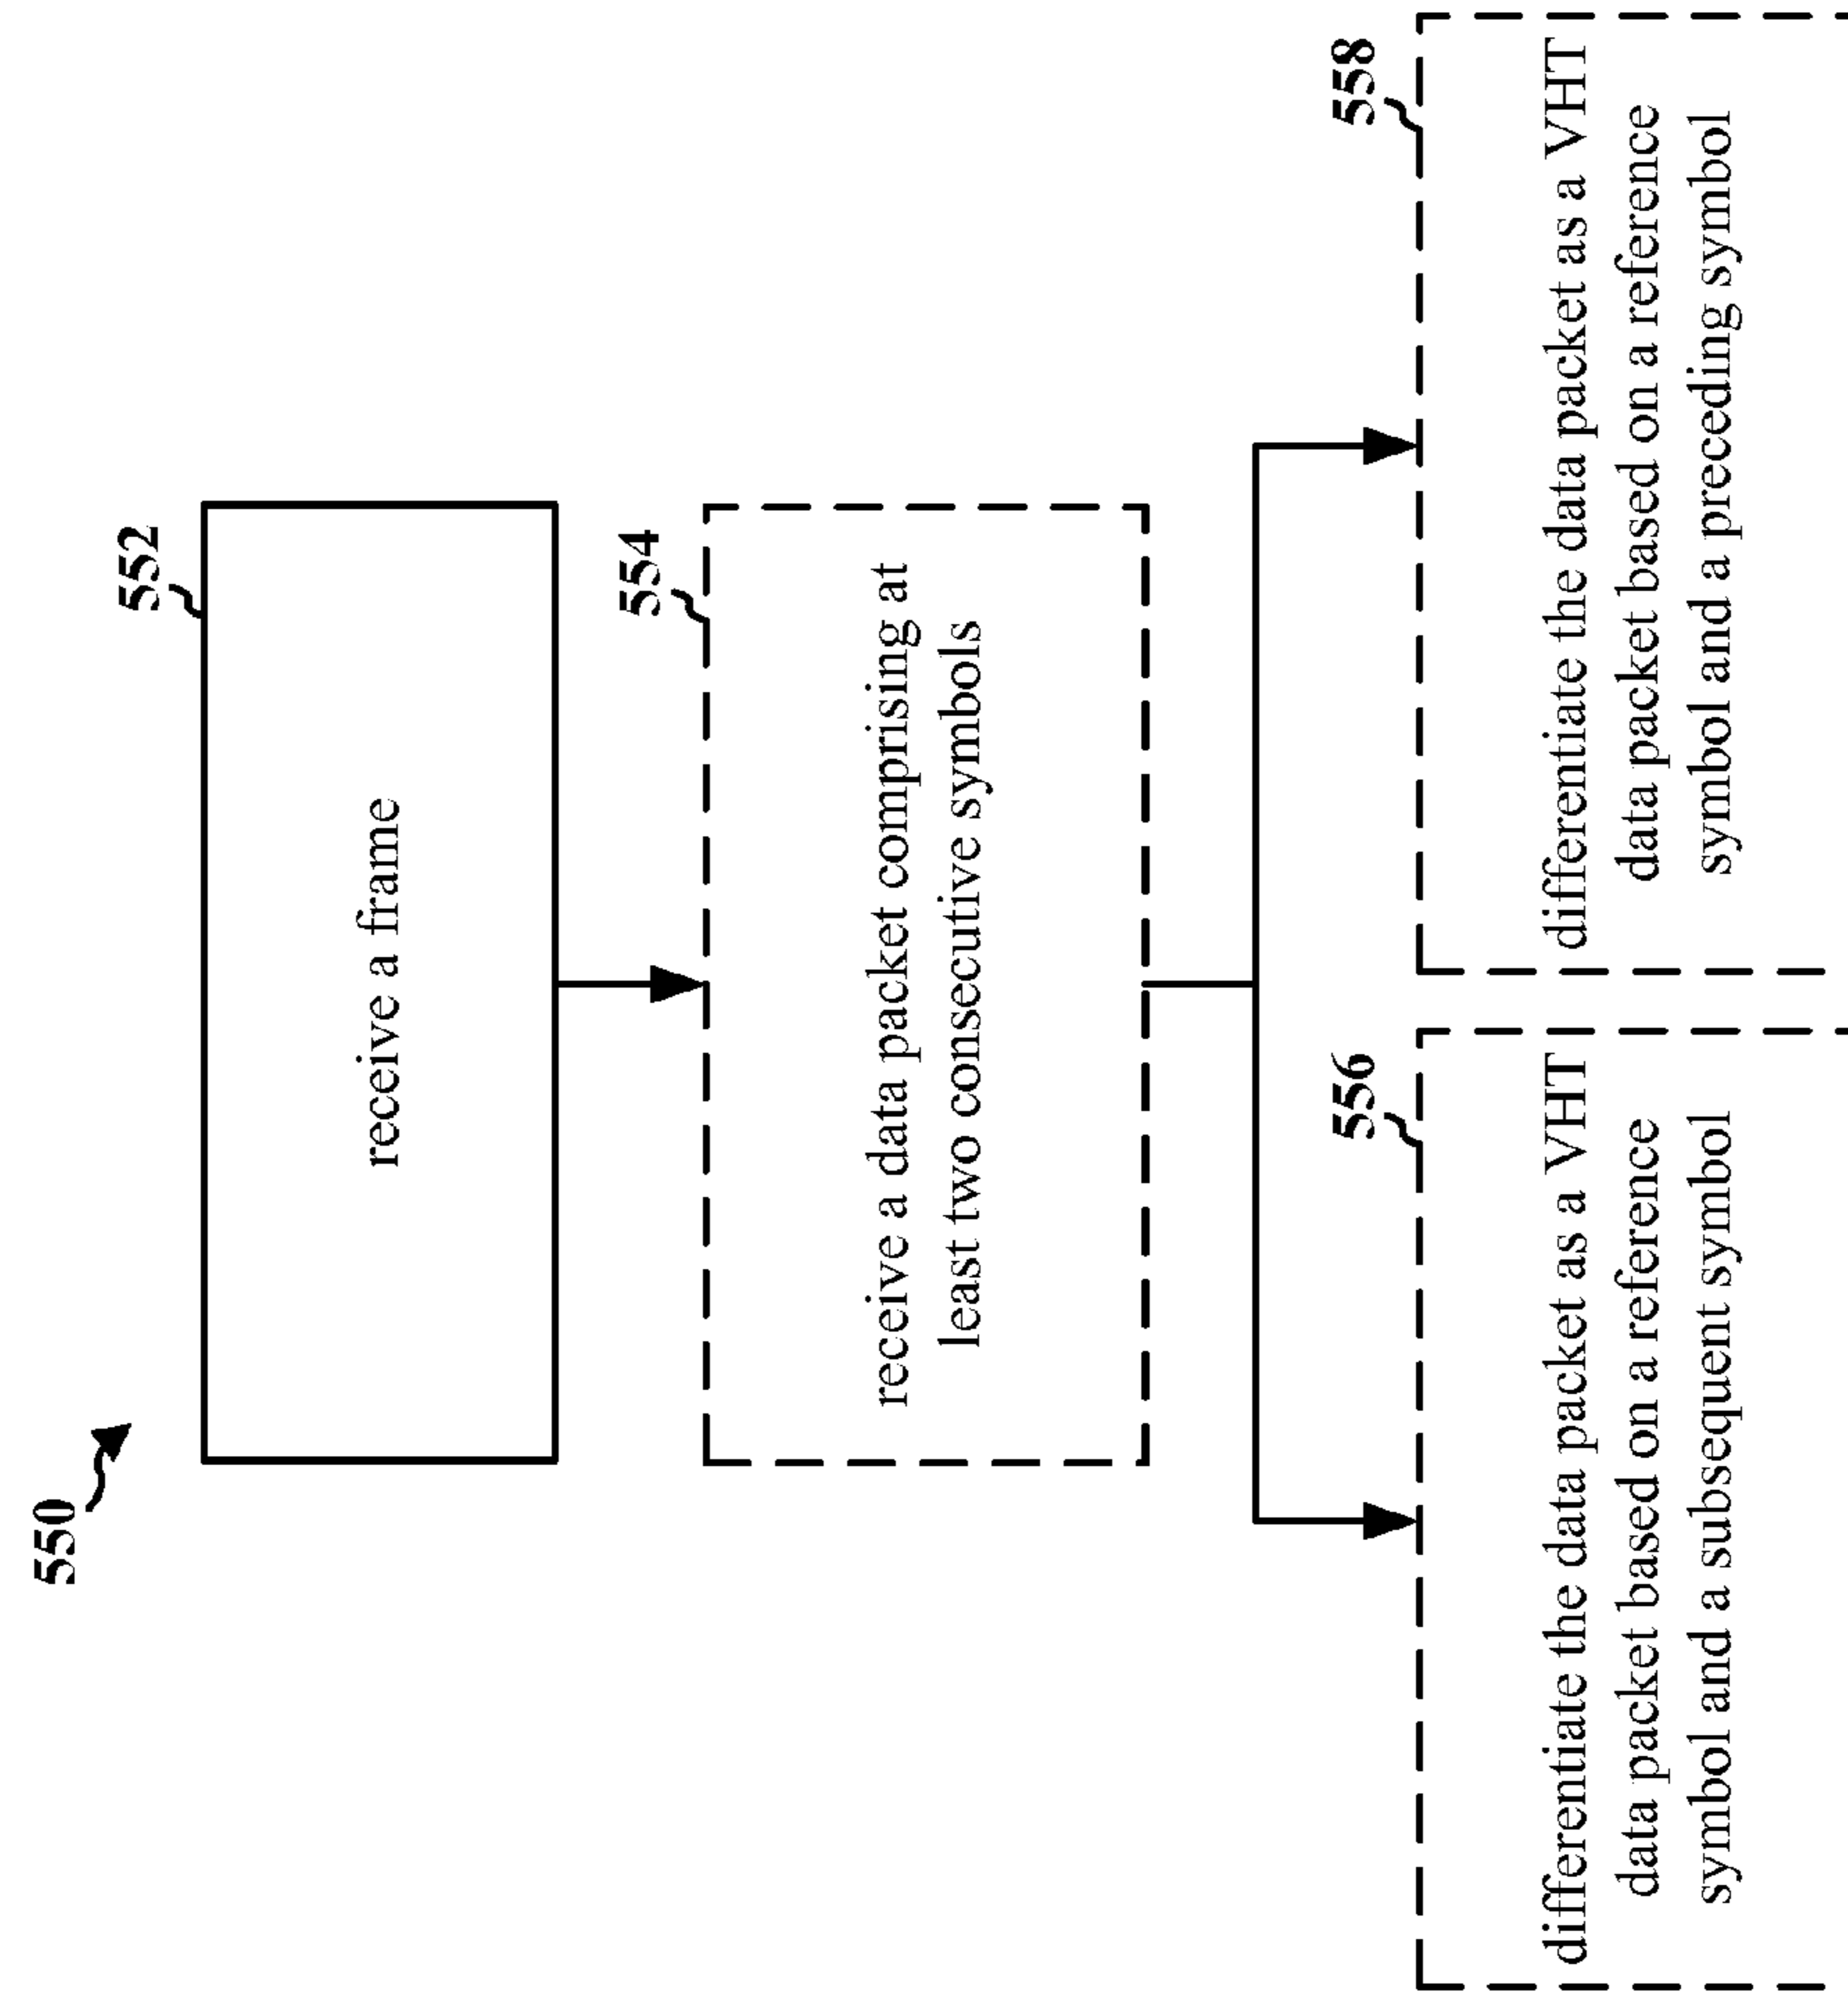 550
552
receive a frame
554
receive a data packet comprising at
least two consecutive symbols
556
differentiate the data packet as a VHT
data packet based on a reference
symbol and a subsequent symbol
558
differentiate the data packet as a VHT
data packet based on a reference
symbol and a preceding symbol